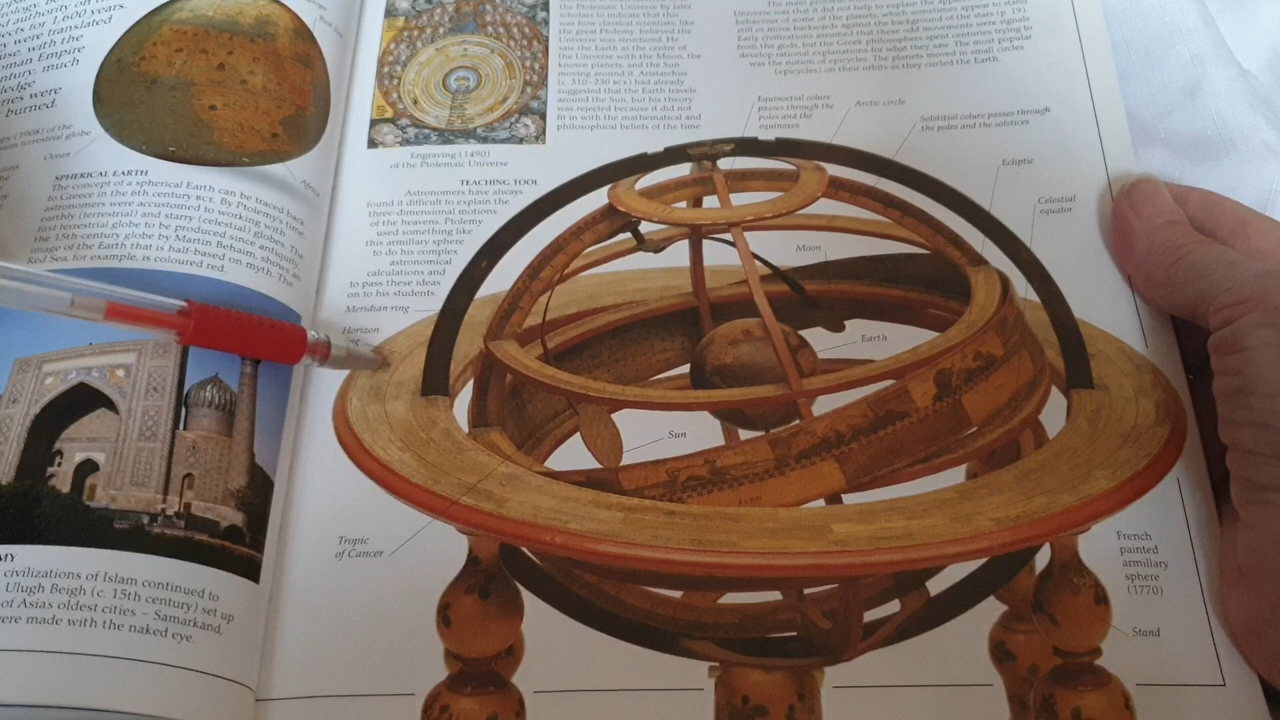 ology. B
d authority on
ects for 1,600 years.
y were translated
use, with the
oman Empire
ntury, much
ledge
ries were
burned.
py (1908) of the
terrestrial globe
Ocean
Africa
SPHERICAL EARTH
The concept of a spherical Earth can be traced back
to Greece in the 6th century BCE. By Ptolemy's time,
astronomers were accustomed to working with
earthly (terrestrial) and starry (celestial) globes. The
first terrestrial globe to be produced since antiquity,
the 15th-century globe by Martin Behaim, shows an
image of the Earth that is half-based on myth. The
Red Sea, for example, is coloured red.
MY
civilizations of Islam continued to
Ulugh Beigh (c. 15th century) set up
of Asia's oldest cities – Samarkand,
ere made with the naked eye.
Engraving (1490)
of the Ptolemaic Universe
the Ptolemaic Universe by later
scholars to indicate that this
was how classical scientists, like
the great Ptolemy, believed the
Universe was structured. He
saw the Earth as the centre of
the Universe with the Moon, the
known planets, and the Sun
moving around it. Aristarchus
(c. 310–230 BCE) had already
suggested that the Earth travels
around the Sun, but his theory
was rejected because it did not
fit in with the mathematical and
philosophical beliefs of the time.
The main problem
Universe was that it did not help to explain the
behaviour of some of the planets, which sometimes appear to stand
still or move backwards against the background of the stars (p. 19).
Early civilizations assumed that these odd movements were signals
from the gods, but the Greek philosophers spent centuries trying to
develop rational explanations for what they saw. The most popular
was the notion of epicycles. The planets moved in small circles
(epicycles) on their orbits as they circled the Earth.
TEACHING TOOL
Astronomers have always
found it difficult to explain the
three-dimensional motions
of the heavens. Ptolemy
used something like
this armillary sphere
to do his complex
astronomical
calculations and
to pass these ideas
on to his students.
Equinoctial colure
passes through the
poles and the
equinoxes
Arctic circle
Solstitial colure passes through
the poles and the solstices
Ecliptic
Celestial
equator
Moon
Meridian ring
Horizon
Earth
Sun
Tropic
of Cancer
French
painted
armillary
sphere
(1770)
Stand